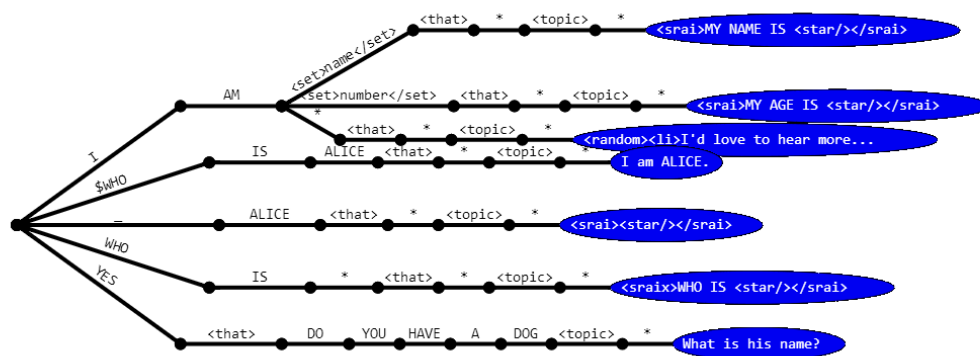 <that> * <topic> * <srai>MY NAME IS <star/></srai>
<set>name</set>
I AM <set>number</set> <that> * <topic> * <srai>MY AGE IS <star/></srai>
* <that> * <topic> * <random><li>I'd love to hear more...
$WHO IS ALICE <that> * <topic> * I am ALICE.
_ ALICE <that> * <topic> * <srai><star/></srai>
WHO IS * <that> * <topic> * <sraix>WHO IS <star/></srai>
YES <that> DO YOU HAVE A DOG <topic> * What is his name?